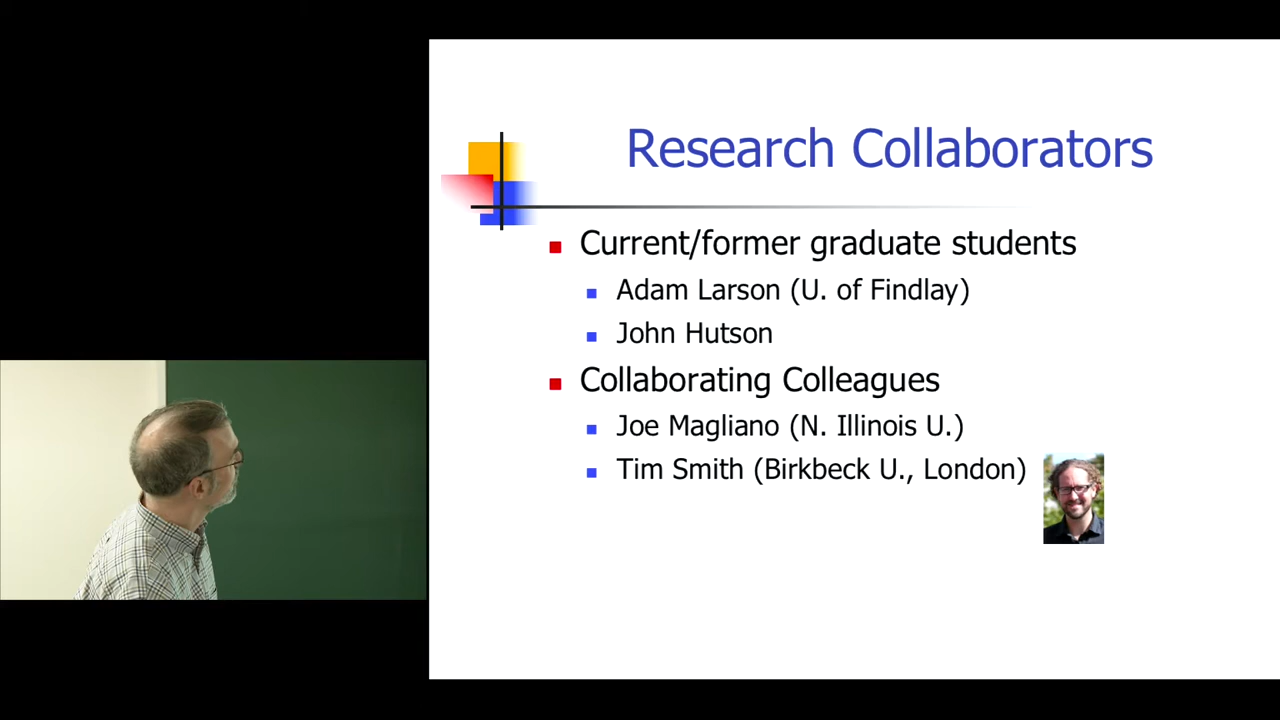 Research Collaborators
Current/former graduate students
Adam Larson (U. of Findlay)
John Hutson
Collaborating Colleagues
Joe Magliano (N. Illinois U.)
Tim Smith (Birkbeck U., London)